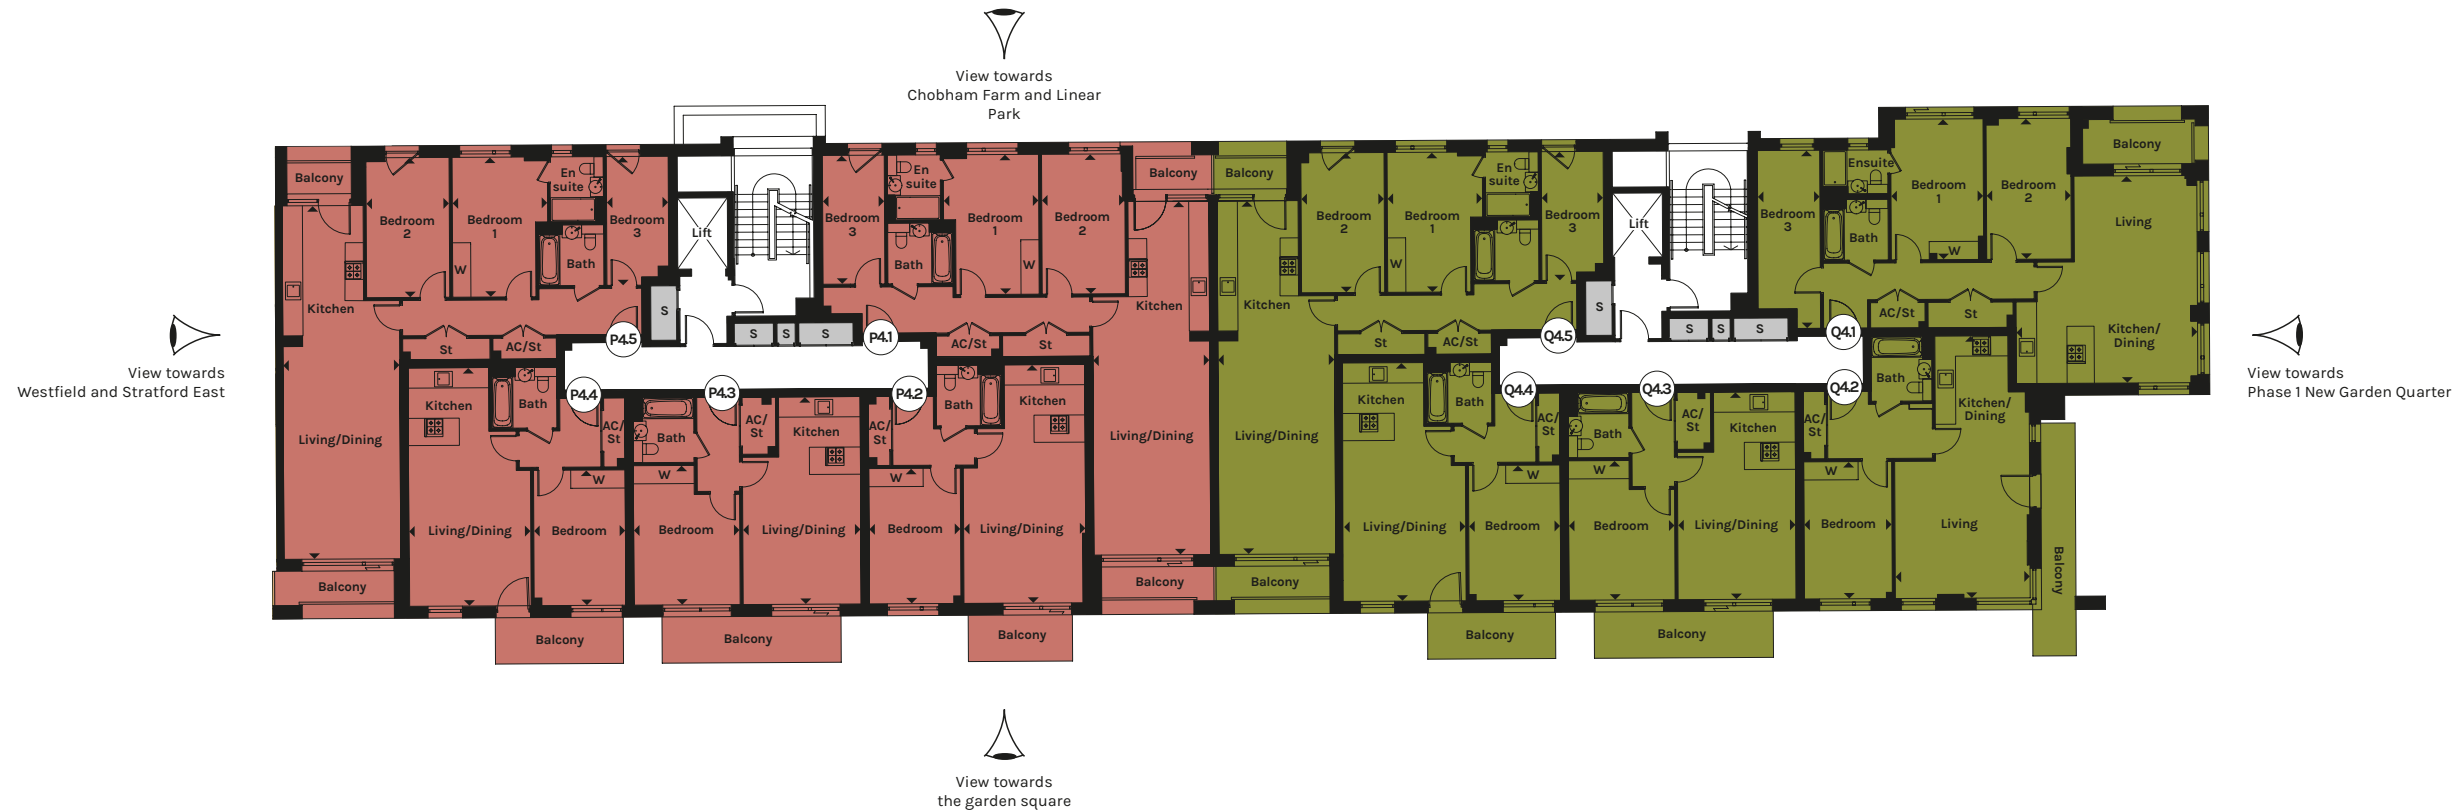 View towards
Chobham Farm and Linear
Park
View towards
Westfield and Stratford East
View towards
Phase 1 New Garden Quarter
View towards
the garden square
Balcony
Bedroom
2
Bedroom
1
En
suite
Bedroom
3
W
Bath
Kitchen
St
AC/St
P4.5
Living/Dining
Balcony
Lift
S
S
S
S
Bedroom
3
En
suite
Bath
Bedroom
1
W
Bedroom
2
Balcony
Kitchen
P4.1
AC/St
St
Living/Dining
Balcony
Kitchen
Bath
P4.4
AC/
St
W
Living/Dining
Bedroom
Balcony
P4.3
Bath
AC/
St
Kitchen
W
Bedroom
Living/Dining
Balcony
P4.2
AC/
St
Bath
Kitchen
W
Bedroom
Living/Dining
Balcony
Balcony
Bedroom
2
Bedroom
1
En
suite
Bedroom
3
W
Kitchen
St
AC/St
Q4.5
Living/Dining
Balcony
Lift
S
S
S
S
Bedroom
3
Ensuite
Bath
Bedroom
1
W
Bedroom
2
Balcony
Living
Q4.1
AC/St
St
Kitchen/
Dining
Kitchen
Bath
Q4.4
AC/
St
W
Living/Dining
Bedroom
Balcony
Q4.3
Bath
AC/
St
Kitchen
W
Bedroom
Living/Dining
Balcony
Q4.2
AC/
St
Bath
Kitchen/
Dining
W
Bedroom
Living
Balcony